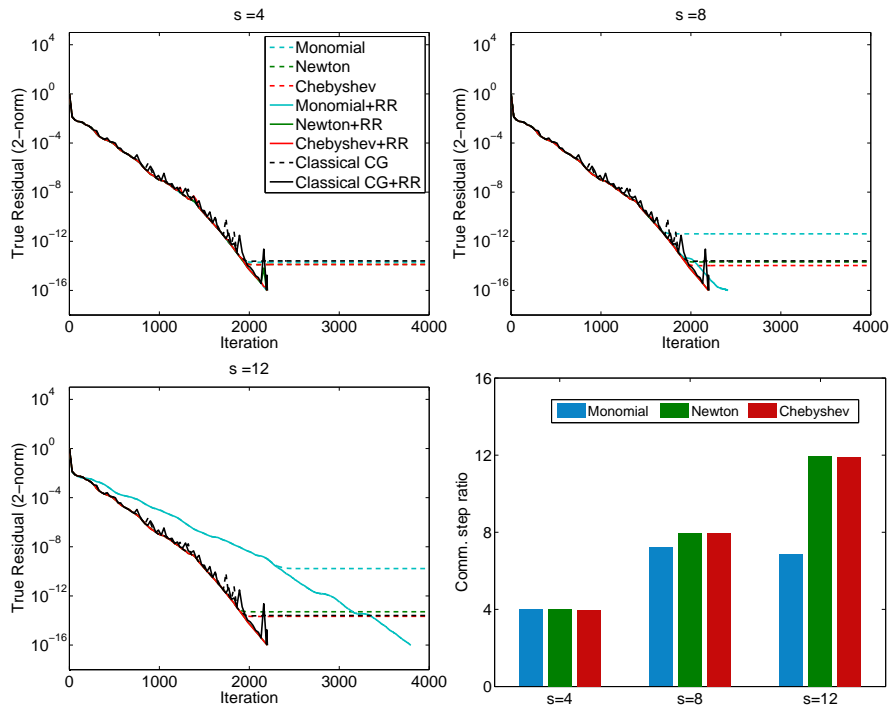 s =4
True Residual (2−norm)
10^4
10^0
10^−4
10^−8
10^−12
10^−16
0
1000
2000
3000
4000
Iteration
Monomial
Newton
Chebyshev
Monomial+RR
Newton+RR
Chebyshev+RR
Classical CG
Classical CG+RR
s =8
True Residual (2−norm)
10^4
10^0
10^−4
10^−8
10^−12
10^−16
0
1000
2000
3000
4000
Iteration
s =12
True Residual (2−norm)
10^4
10^0
10^−4
10^−8
10^−12
10^−16
0
1000
2000
3000
4000
Iteration
Comm. step ratio
16
12
8
4
0
Monomial
Newton
Chebyshev
s=4
s=8
s=12